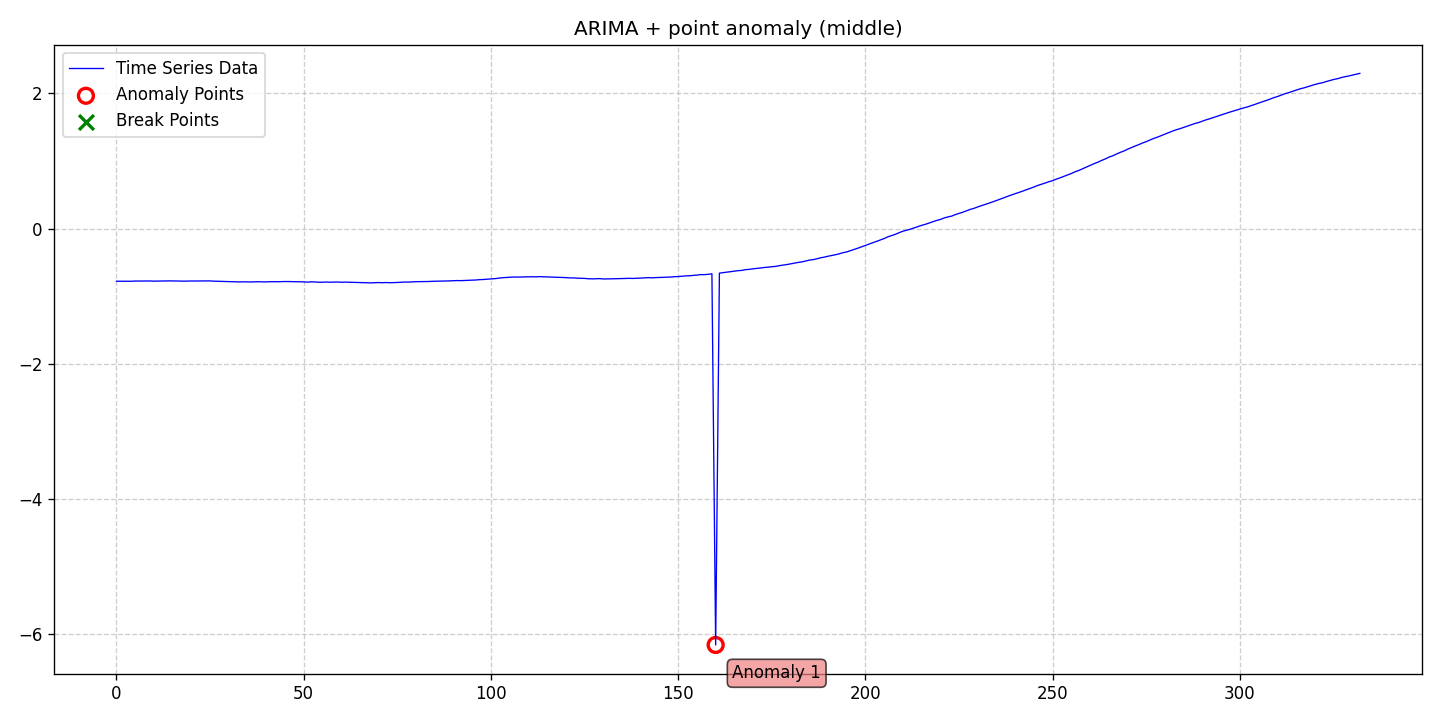 ARIMA + point anomaly (middle)
Time Series Data
Anomaly Points
Break Points
2
0
−2
−4
−6
Anomaly 1
0 50 100 150 200 250 300